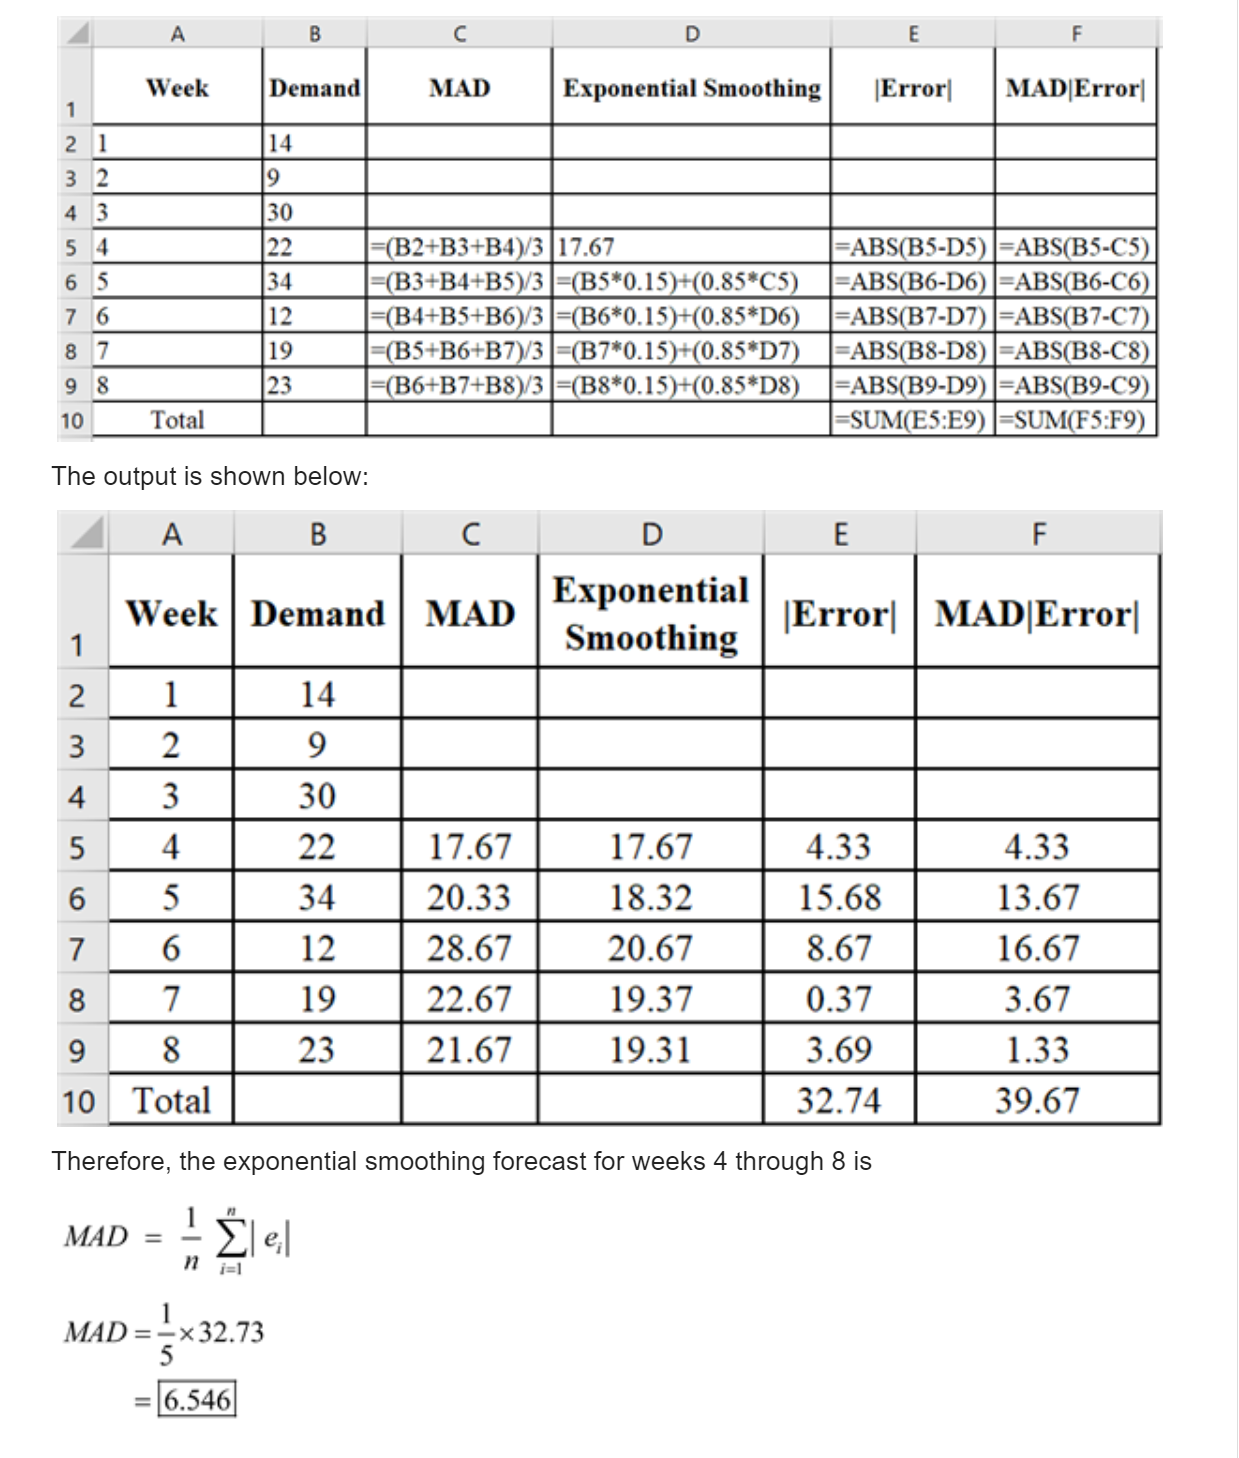 A B C D E F
1 Week Demand MAD Exponential Smoothing |Error| MAD|Error|
2 1 14
3 2 9
4 3 30
5 4 22 =(B2+B3+B4)/3 17.67 =ABS(B5-D5) =ABS(B5-C5)
6 5 34 =(B3+B4+B5)/3 =(B5*0.15)+(0.85*C5) =ABS(B6-D6) =ABS(B6-C6)
7 6 12 =(B4+B5+B6)/3 =(B6*0.15)+(0.85*D6) =ABS(B7-D7) =ABS(B7-C7)
8 7 19 =(B5+B6+B7)/3 =(B7*0.15)+(0.85*D7) =ABS(B8-D8) =ABS(B8-C8)
9 8 23 =(B6+B7+B8)/3 =(B8*0.15)+(0.85*D8) =ABS(B9-D9) =ABS(B9-C9)
10 Total =SUM(E5:E9) =SUM(F5:F9)
The output is shown below:
A B C D E F
1 Week Demand MAD Exponential Smoothing |Error| MAD|Error|
2 1 14
3 2 9
4 3 30
5 4 22 17.67 17.67 4.33 4.33
6 5 34 20.33 18.32 15.68 13.67
7 6 12 28.67 20.67 8.67 16.67
8 7 19 22.67 19.37 0.37 3.67
9 8 23 21.67 19.31 3.69 1.33
10 Total 32.74 39.67
Therefore, the exponential smoothing forecast for weeks 4 through 8 is
MAD = 1/n ∑_{i=1}^{n} |e_i|
MAD = 1/5 × 32.73
= 6.546